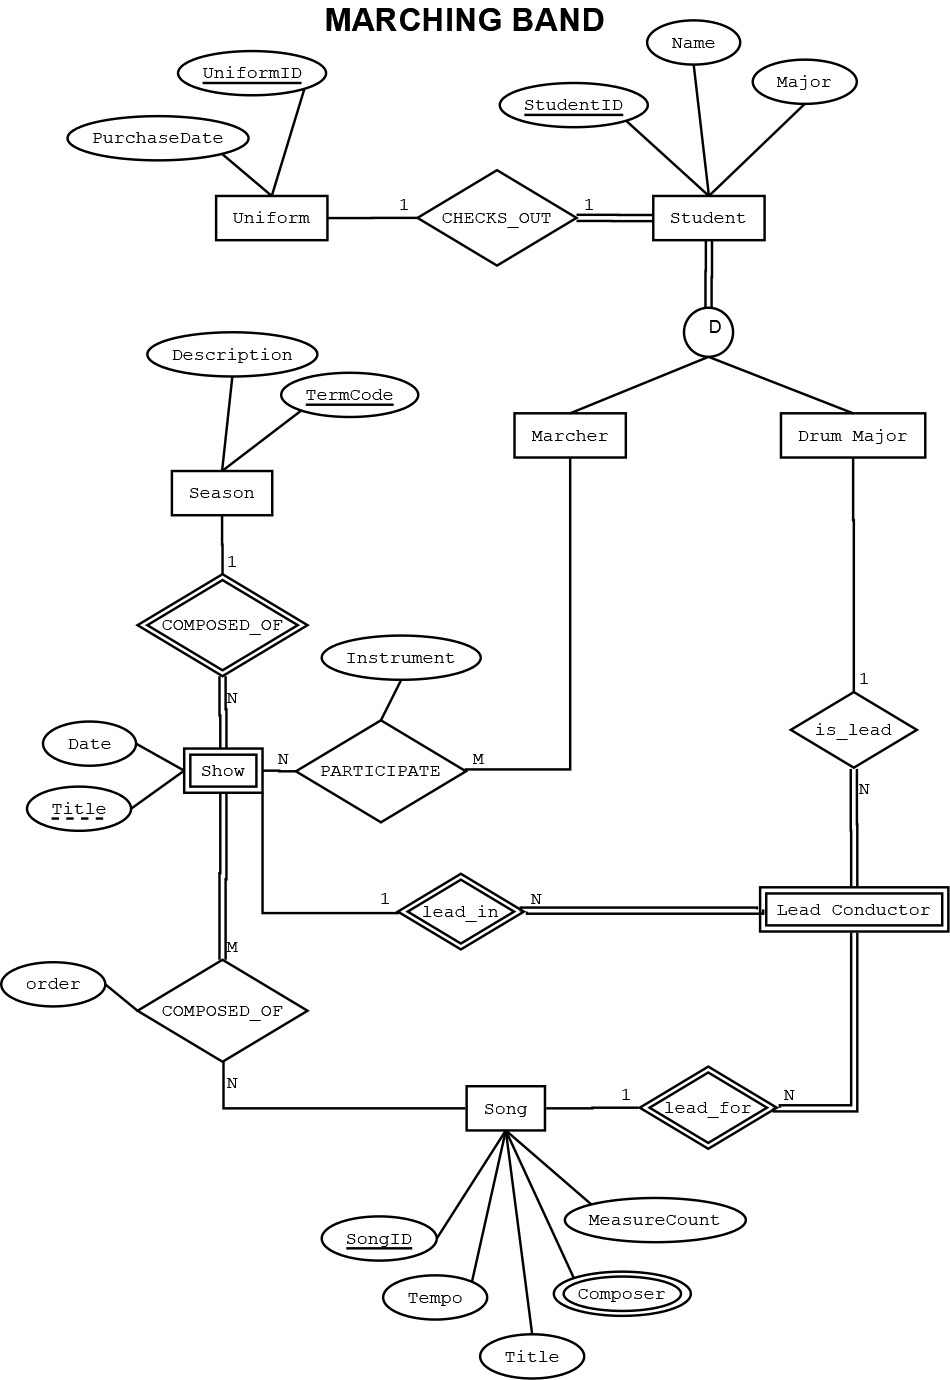 MARCHING BAND
Name
UniformID
Major
StudentID
PurchaseDate
1
1
Uniform
CHECKS_OUT
Student
D
Description
TermCode
Marcher
Drum Major
Season
1
COMPOSED_OF
Instrument
1
N
is_lead
Date
N
M
Show
PARTICIPATE
N
Title
1
N
lead_in
Lead Conductor
M
order
COMPOSED_OF
N
1
N
Song
lead_for
MeasureCount
SongID
Composer
Tempo
Title